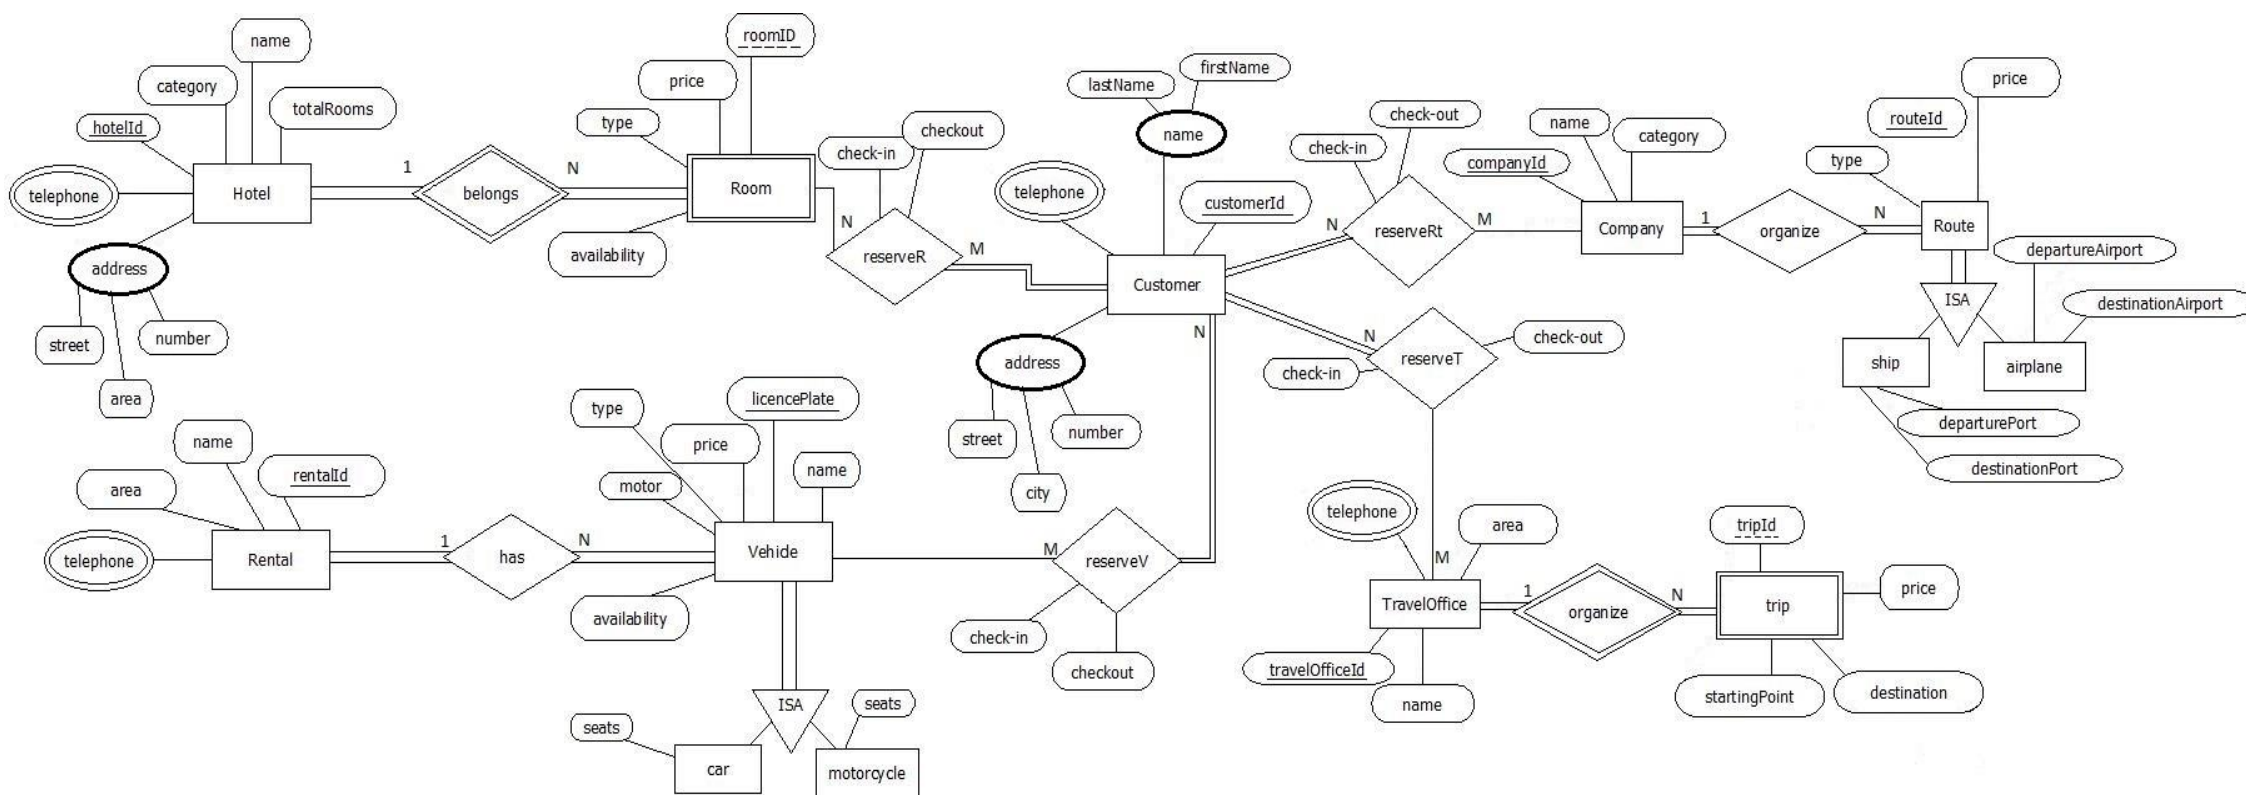 name
category
hotelId
totalRooms
telephone
Hotel
address
street
area
number
1
belongs
N
roomID
price
type
Room
availability
check-in
checkout
N
reserveR
M
lastName
firstName
name
telephone
customerId
Customer
address
street
city
number
check-out
check-in
N
reserveRt
M
name
category
companyId
Company
1
organize
N
price
routeId
type
Route
departureAirport
destinationAirport
ISA
ship
airplane
departurePort
destinationPort
N
reserveT
check-in
check-out
M
name
area
rentalId
telephone
Rental
1
has
N
type
licencePlate
price
motor
name
Vehicle
availability
ISA
seats
seats
car
motorcycle
N
M
reserveV
check-in
checkout
telephone
area
TravelOffice
travelOfficeId
name
1
organize
N
tripId
trip
price
startingPoint
destination